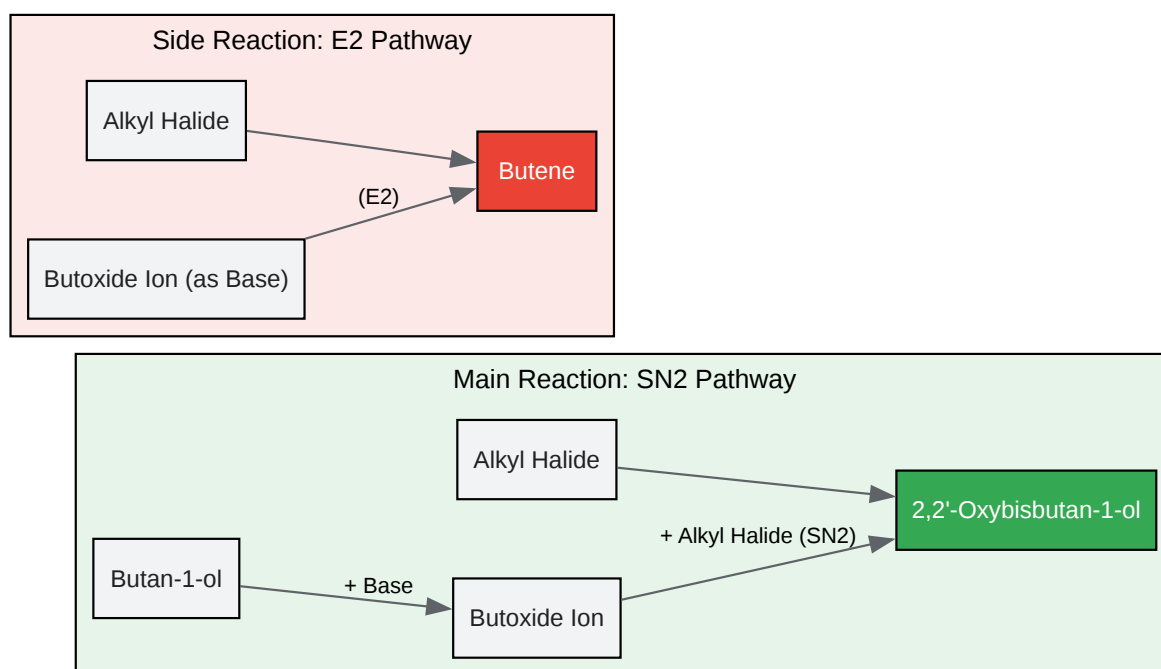 Side Reaction: E2 Pathway
Alkyl Halide
Butene
(E2)
Butoxide Ion (as Base)
Main Reaction: SN2 Pathway
Alkyl Halide
2,2'-Oxybisbutan-1-ol
+ Alkyl Halide (SN2)
Butan-1-ol
+ Base
Butoxide Ion